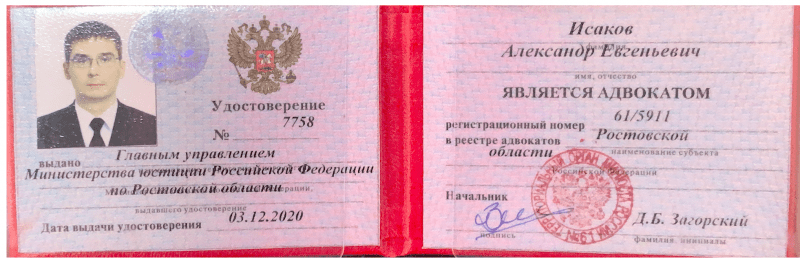 Удостоверение
№ 7758
выдано Главным управлением
Министерства юстиции Российской Федерации
по Ростовской области
выдавшего удостоверение
Дата выдачи удостоверения 03.12.2020
Исаков
фамилия
Александр Евгеньевич
имя, отчество
ЯВЛЯЕТСЯ АДВОКАТОМ
регистрационный номер 61/5911
в реестре адвокатов Ростовской
области наименование субъекта
Российской Федерации
Начальник
Д.Б. Загорский
подпись фамилия, инициалы